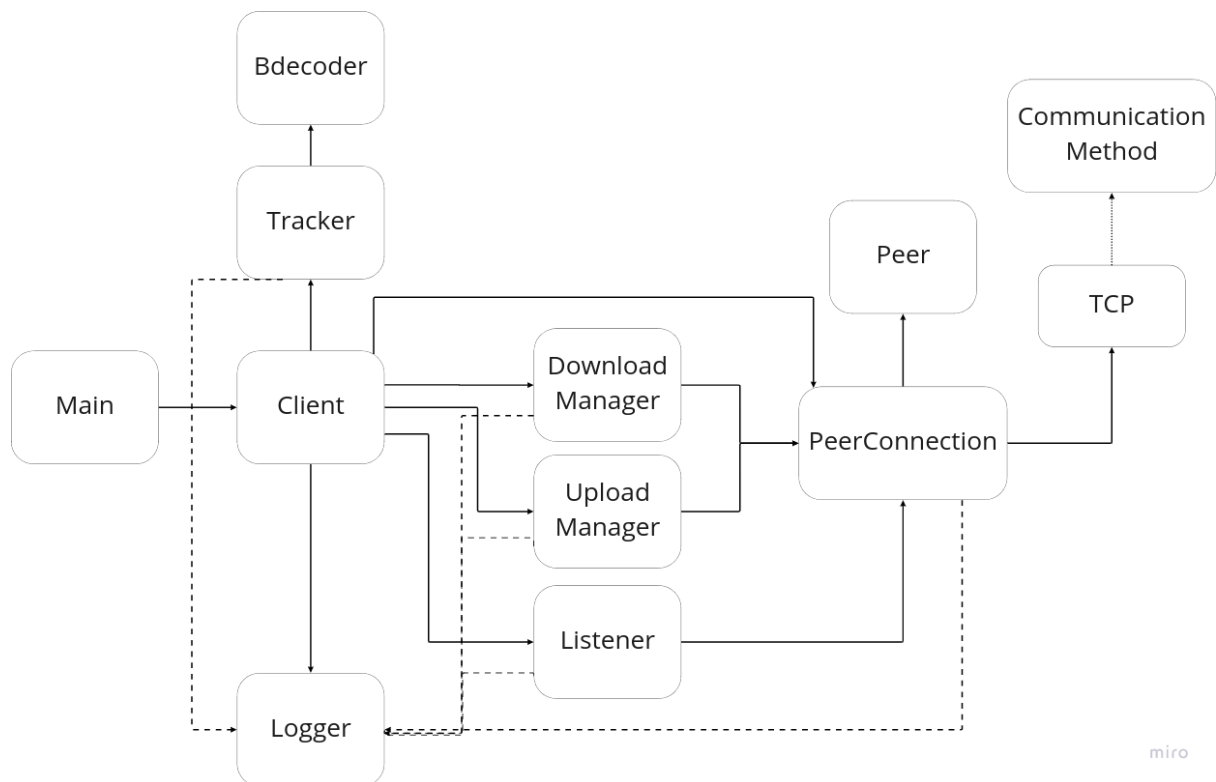 Bdecoder
Communication
Method
Tracker
Peer
TCP
Download
Manager
Main
Client
PeerConnection
Upload
Manager
Listener
Logger
miro